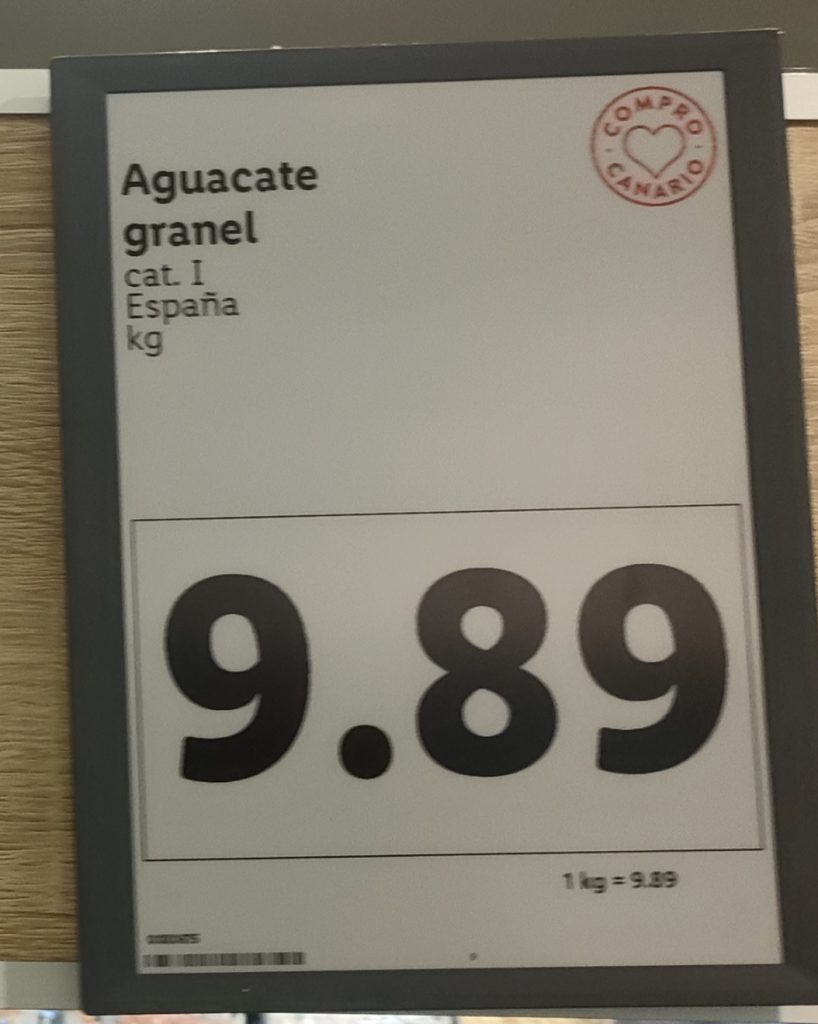 COMPRO
CANARIO
Aguacate
granel
cat. I
España
kg
9.89
1 kg = 9.89